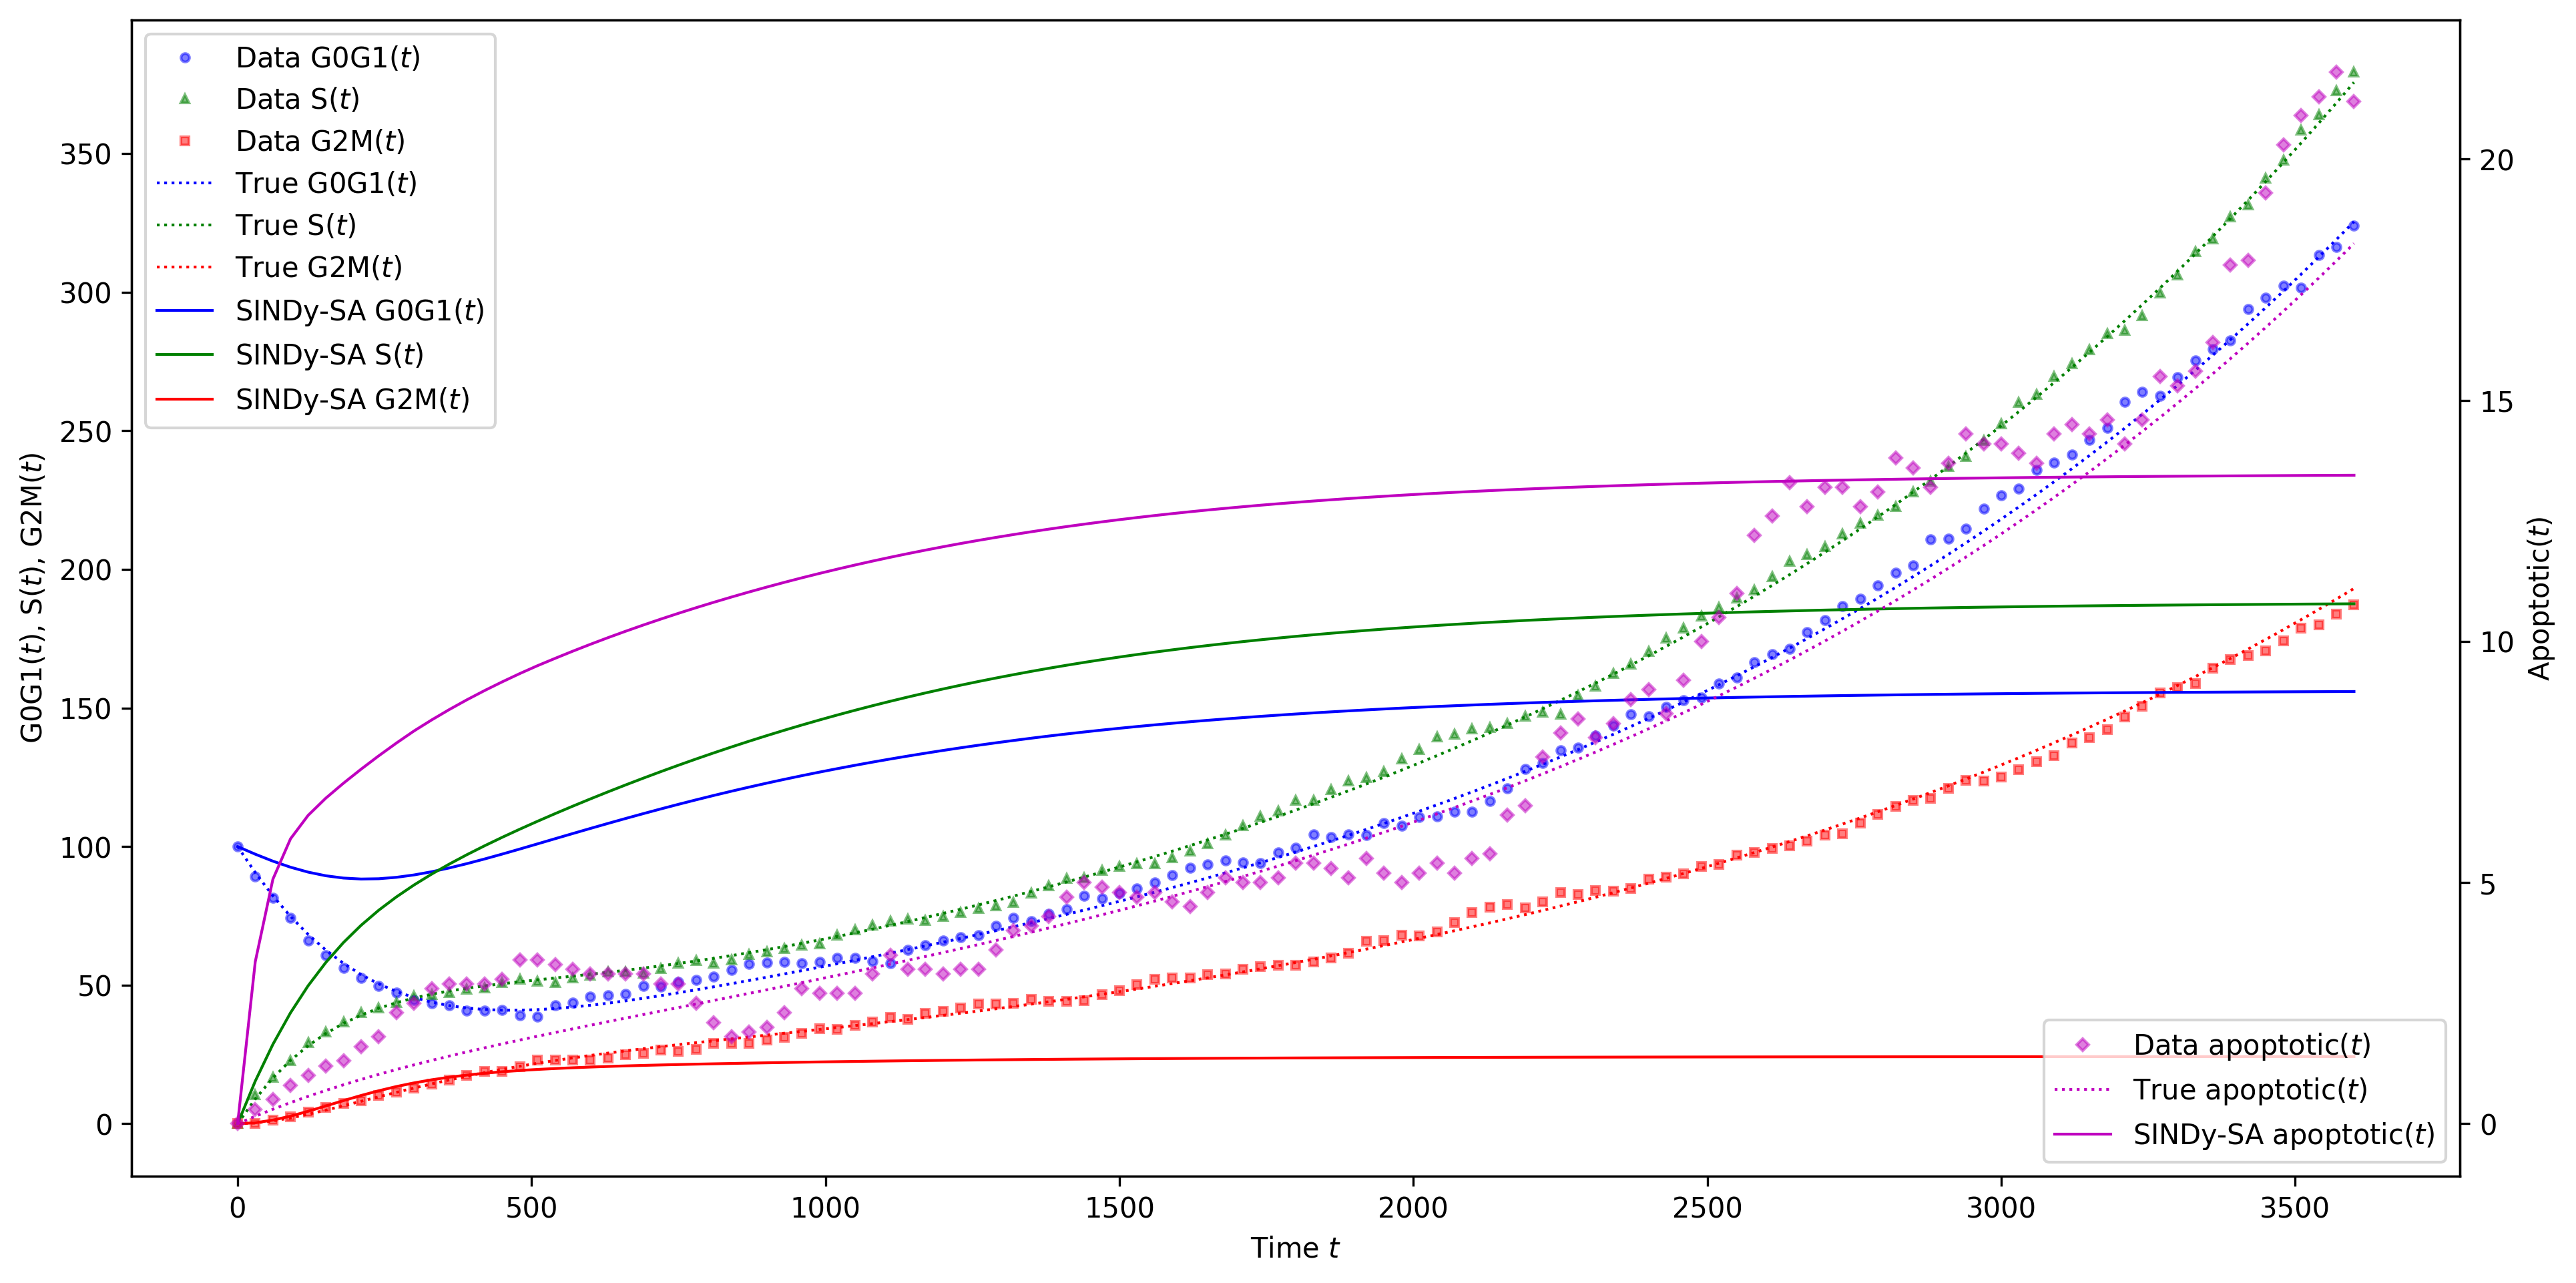 Data G0G1(t)
Data S(t)
Data G2M(t)
True G0G1(t)
True S(t)
True G2M(t)
SINDy-SA G0G1(t)
SINDy-SA S(t)
SINDy-SA G2M(t)
350
300
250
200
150
100
50
0
G0G1(t), S(t), G2M(t)
20
15
10
5
0
Apoptotic(t)
Data apoptotic(t)
True apoptotic(t)
SINDy-SA apoptotic(t)
0 500 1000 1500 2000 2500 3000 3500
Time t